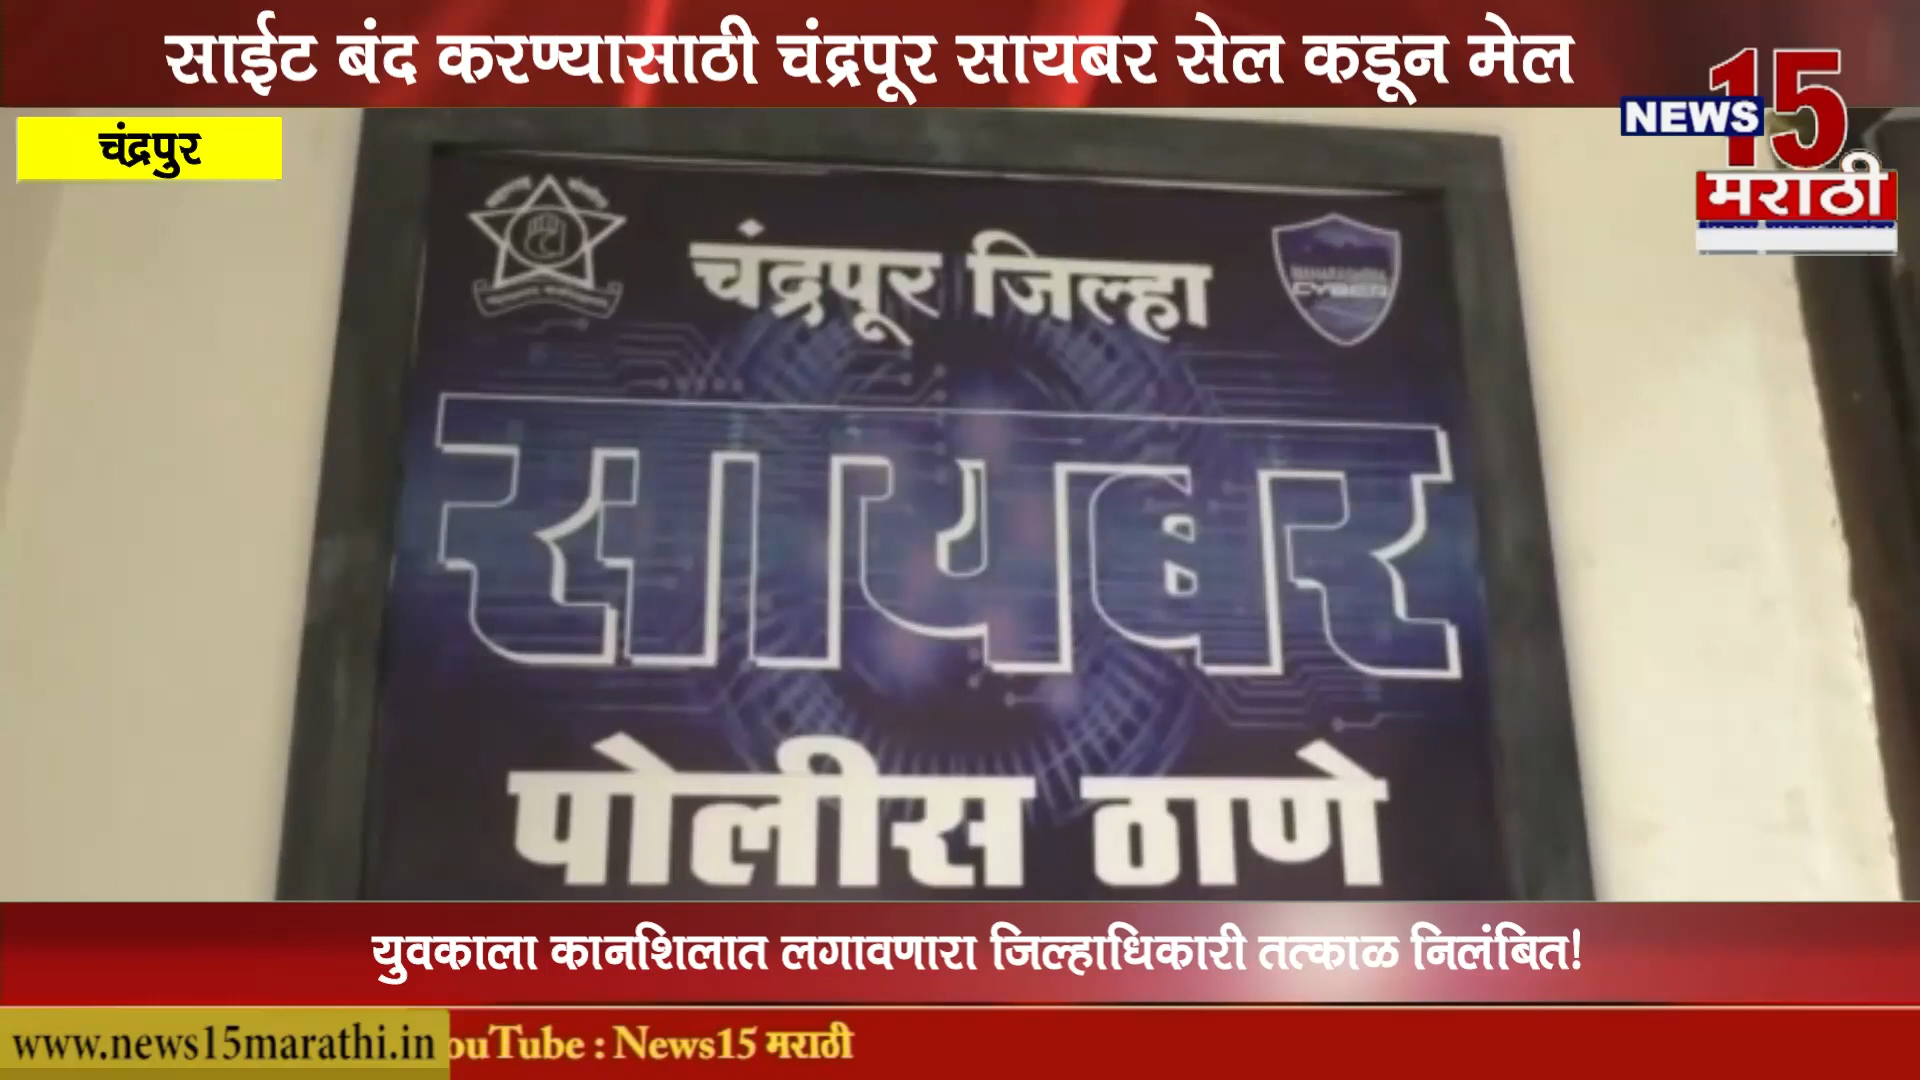 साईट बंद करण्यासाठी चंद्रपूर सायबर सेल कडून मेल
NEWS 15
मराठी
चंद्रपुर
चंद्रपूर जिल्हा
CYBER
सायबर
पोलीस ठाणे
युवकाला कानशिलात लगावणारा जिल्हाधिकारी तत्काळ निलंबित!
www.news15marathi.in
ouTube : News15 मराठी